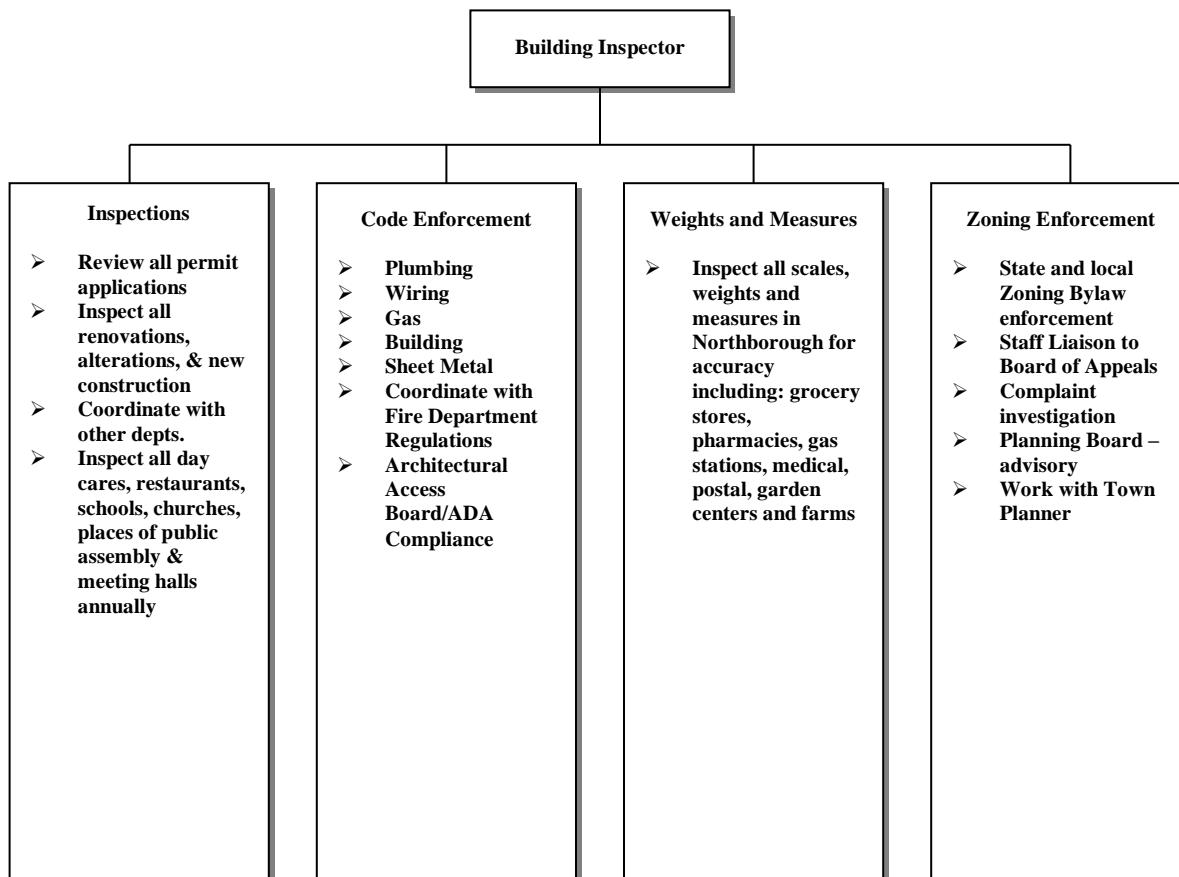 Building Inspector
Inspections
➢ Review all permit
applications
➢ Inspect all
renovations,
alterations, & new
construction
➢ Coordinate with
other depts.
➢ Inspect all day
cares, restaurants,
schools, churches,
places of public
assembly &
meeting halls
annually
Code Enforcement
➢ Plumbing
➢ Wiring
➢ Gas
➢ Building
➢ Sheet Metal
➢ Coordinate with
Fire Department
Regulations
➢ Architectural
Access
Board/ADA
Compliance
Weights and Measures
➢ Inspect all scales,
weights and
measures in
Northborough for
accuracy
including: grocery
stores,
pharmacies, gas
stations, medical,
postal, garden
centers and farms
Zoning Enforcement
➢ State and local
Zoning Bylaw
enforcement
➢ Staff Liaison to
Board of Appeals
➢ Complaint
investigation
➢ Planning Board –
advisory
➢ Work with Town
Planner